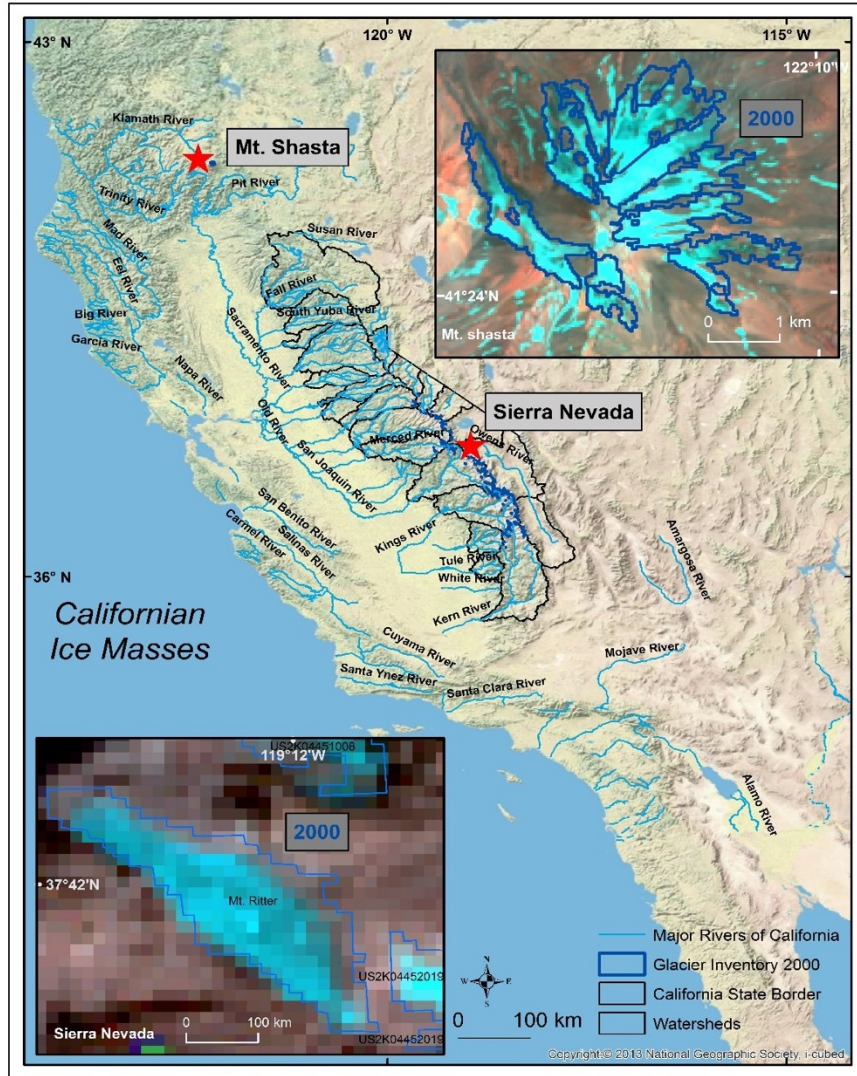 43° N
120° W
115° W
122°10'W
2000
Klamath River
Mt. Shasta
Pit River
Trinity River
Mad River
Eel River
Susan River
Fall River
South Yuba River
Big River
Garcia River
Sacramento River
41°24'N
0 1 km
Mt. shasta
Napa River
Old River
Sierra Nevada
Merced River
Owens River
San Joaquin River
San Benito River
Kings River
Carmel River
Salinas River
Tule River
White River
Amargosa River
36° N
Kern River
Californian
Ice Masses
Cuyama River
Mojave River
Santa Ynez River
Santa Clara River
US2K04451006
119°12'W
2000
Alamo River
37°42'N
Mt. Ritter
US2K04452019
US2K04452019
Sierra Nevada
0 100 km
N
W E
S
0 100 km
Major Rivers of California
Glacier Inventory 2000
California State Border
Watersheds
Copyright:© 2013 National Geographic Society, i-cubed